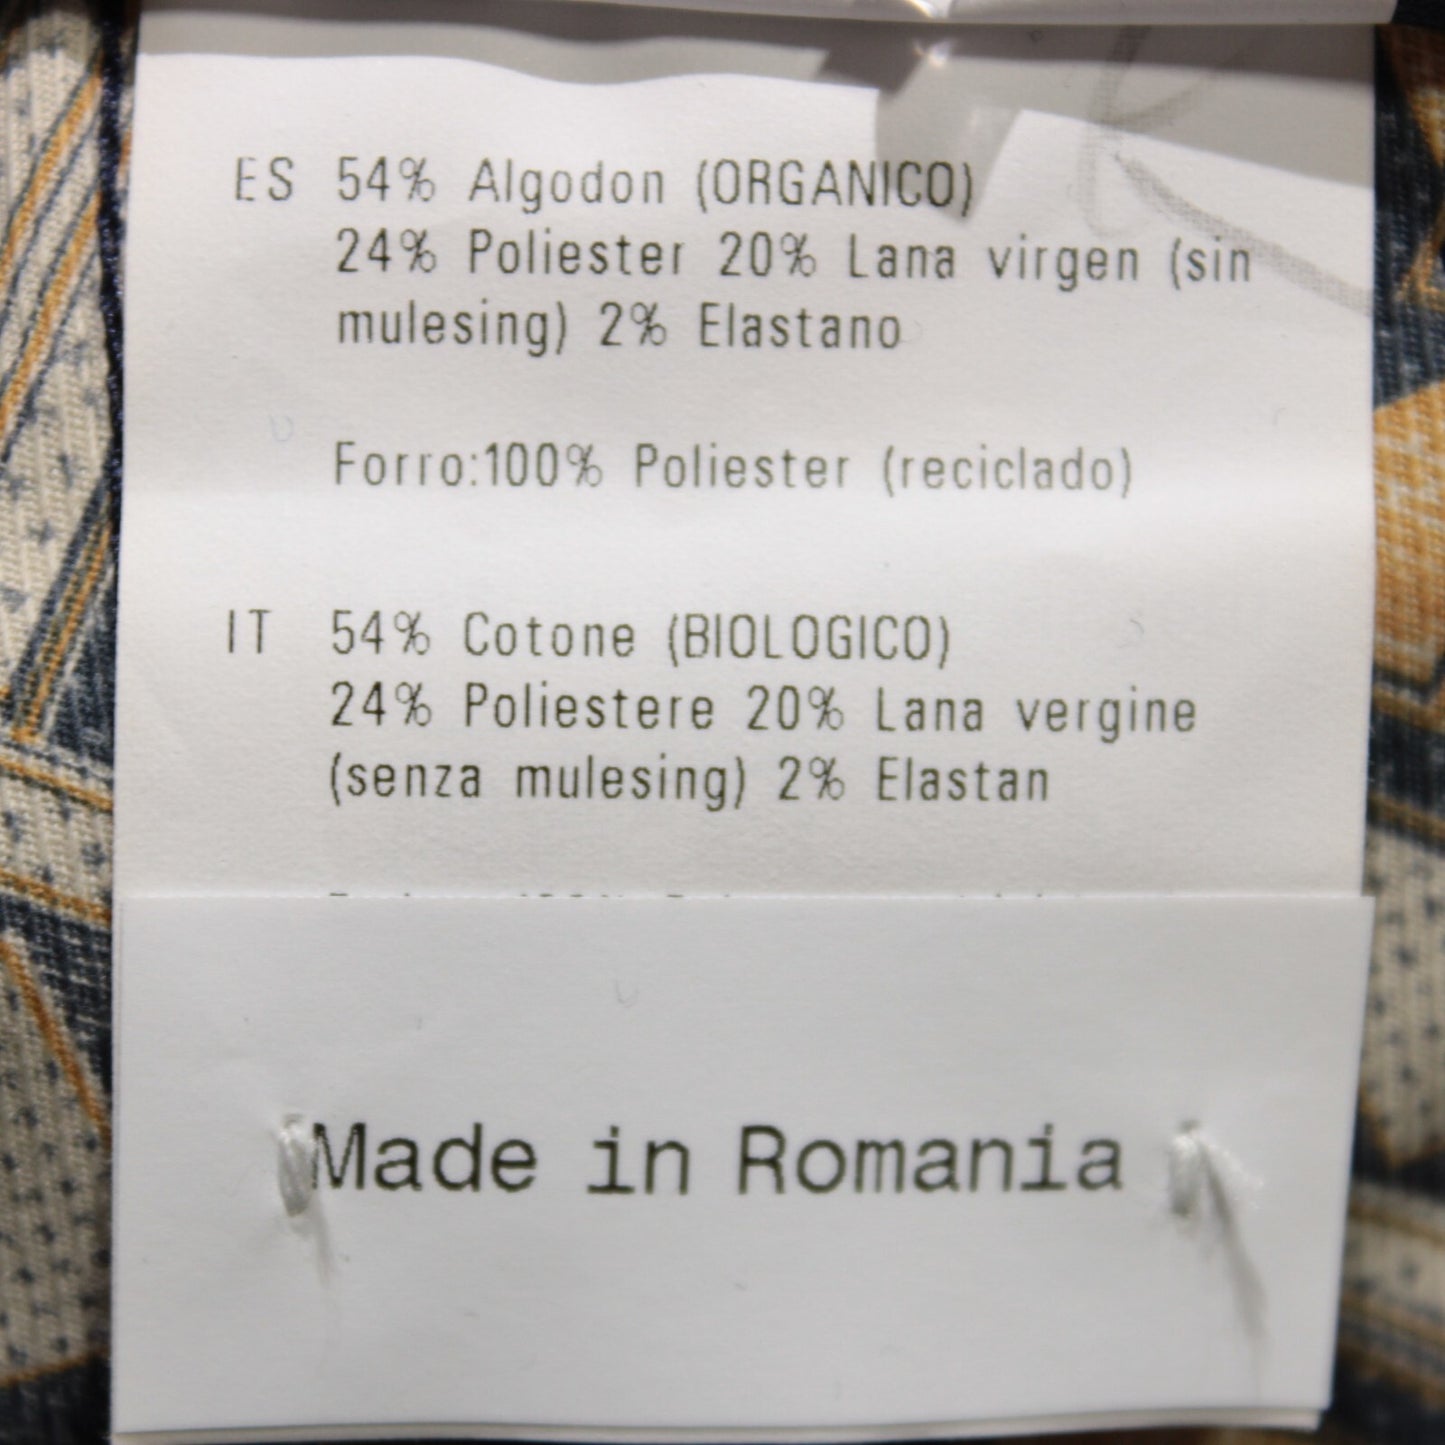 ES 54% Algodon (ORGANICO)
24% Poliester 20% Lana virgen (sin
mulesing) 2% Elastano
Forro:100% Poliester (reciclado)
IT 54% Cotone (BIOLOGICO)
24% Poliestere 20% Lana vergine
(senza mulesing) 2% Elastan
Made in Romania